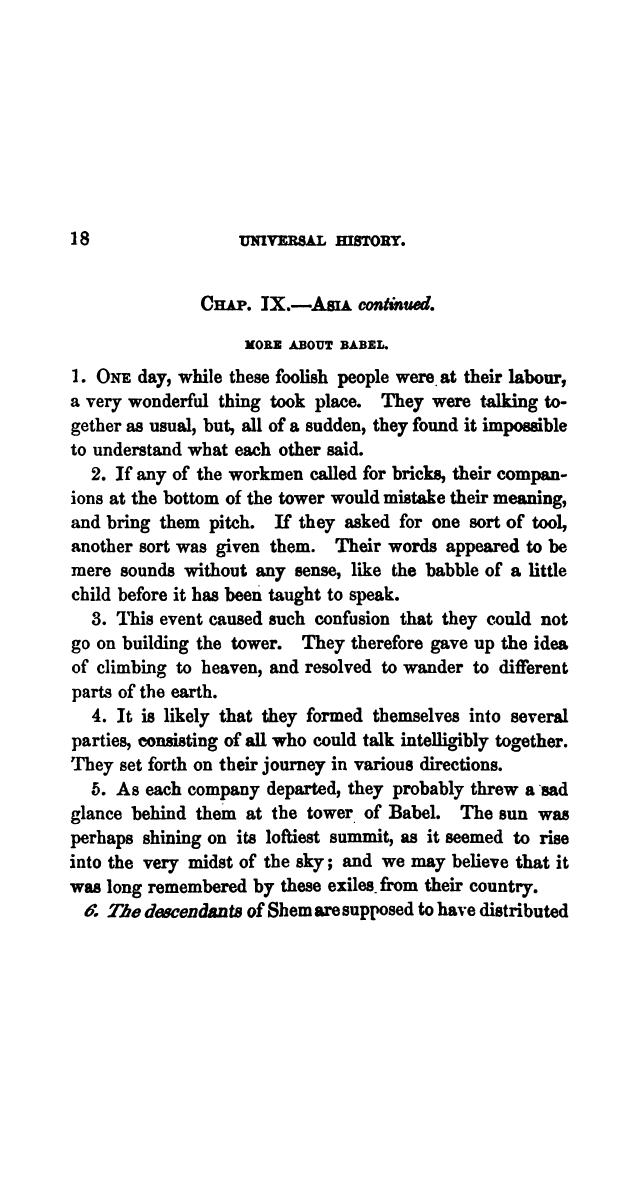 18 UNIVERSAL HISTORY.
CHAP. IX.—ASIA continued.
MORE ABOUT BABEL.
1. ONE day, while these foolish people were at their labour,
a very wonderful thing took place. They were talking to-
gether as usual, but, all of a sudden, they found it impossible
to understand what each other said.
2. If any of the workmen called for bricks, their compan-
ions at the bottom of the tower would mistake their meaning,
and bring them pitch. If they asked for one sort of tool,
another sort was given them. Their words appeared to be
mere sounds without any sense, like the babble of a little
child before it has been taught to speak.
3. This event caused such confusion that they could not
go on building the tower. They therefore gave up the idea
of climbing to heaven, and resolved to wander to different
parts of the earth.
4. It is likely that they formed themselves into several
parties, consisting of all who could talk intelligibly together.
They set forth on their journey in various directions.
5. As each company departed, they probably threw a sad
glance behind them at the tower of Babel. The sun was
perhaps shining on its loftiest summit, as it seemed to rise
into the very midst of the sky; and we may believe that it
was long remembered by these exiles from their country.
6. The descendants of Shem are supposed to have distributed